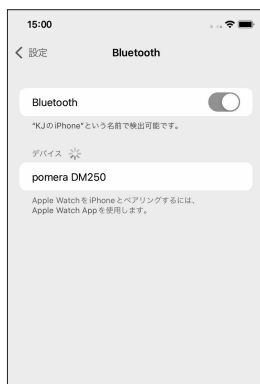 15:00
設定
Bluetooth
Bluetooth
"KJのiPhone"という名前で検出可能です。
デバイス
pomera DM250
Apple WatchをiPhoneとペアリングするには、
Apple Watch Appを使用します。